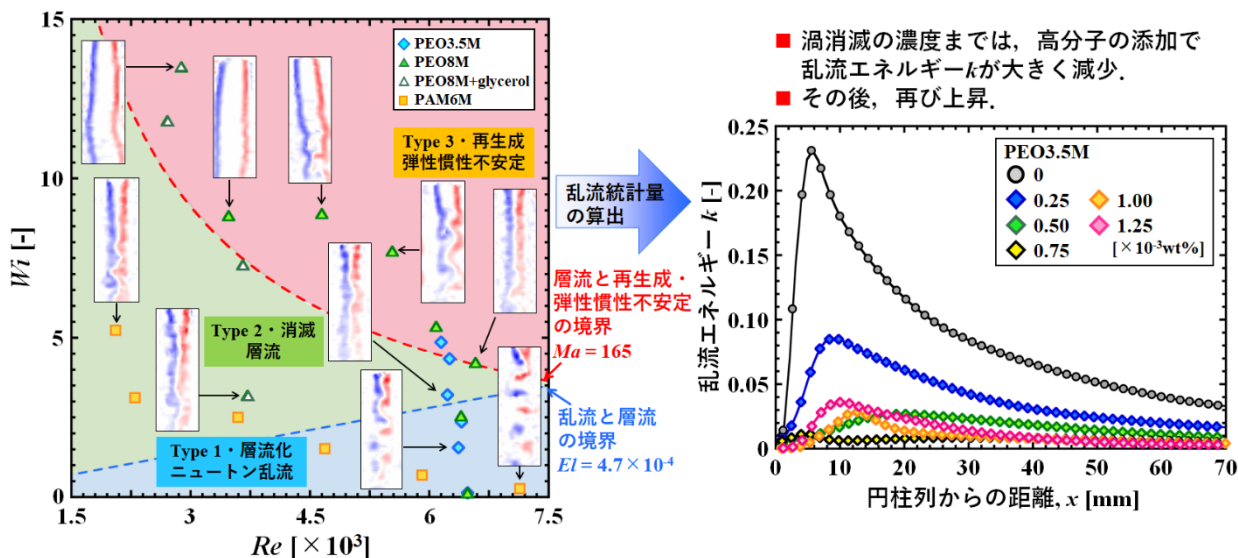 15
10
5
0
Wi [-]
1.5
3
4.5
6
7.5
Re [×10³]
PEO3.5M
PEO8M
PEO8M+glycerol
PAM6M
Type 3・再生成
弾性慣性不安定
Type 2・消滅
層流
Type 1・層流化
ニュートン乱流
層流と再生成・
弾性慣性不安定
の境界
Ma = 165
乱流と層流
の境界
El = 4.7×10⁻⁴
乱流統計量
の算出
渦消滅の濃度までは，高分子の添加で
乱流エネルギーkが大きく減少．
その後，再び上昇．
0.25
0.20
0.15
0.10
0.05
0
乱流エネルギー k [-]
PEO3.5M
0
0.25
1.00
0.50
1.25
0.75
[×10⁻³wt%]
0
10
20
30
40
50
60
70
円柱列からの距離, x [mm]